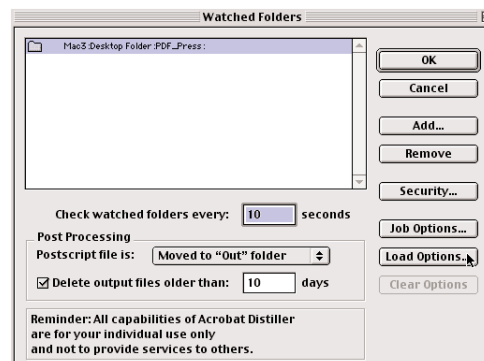 Watched Folders
Mac3:Desktop Folder:PDF_Press:
OK
Cancel
Add...
Remove
Security...
Check watched folders every: 10 seconds
Job Options...
Post Processing
Postscript file is: Moved to “Out” folder
Load Options...
Delete output files older than: 10 days
Clear Options
Reminder: All capabilities of Acrobat Distiller
are for your individual use only
and not to provide services to others.